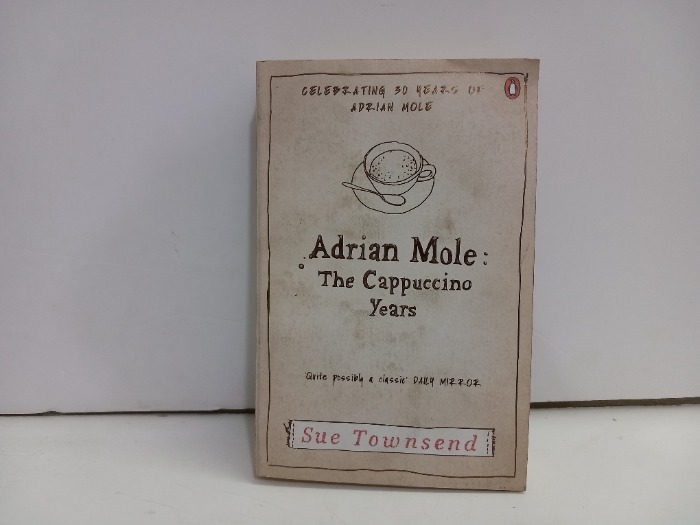 CELEBRATING 30 YEARS OF
ADRIAN MOLE
Adrian Mole:
The Cappuccino
Years
'Quite possibly a classic' DAILY MIRROR
Sue Townsend